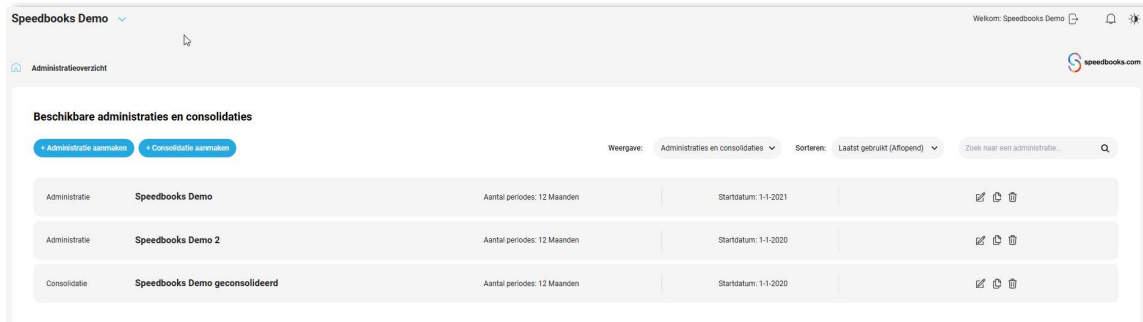 Speedbooks Demo
Welkom: Speedbooks Demo
Administratieoverzicht
speedbooks.com
Beschikbare administraties en consolidaties
+ Administratie aanmaken + Consolidatie aanmaken Weergave: Administraties en consolidaties Sorteren: Laatst gebruikt (Aflopend) Zoek naar een administratie...
Administratie Speedbooks Demo Aantal periodes: 12 Maanden Startdatum: 1-1-2021
Administratie Speedbooks Demo 2 Aantal periodes: 12 Maanden Startdatum: 1-1-2020
Consolidatie Speedbooks Demo geconsolideerd Aantal periodes: 12 Maanden Startdatum: 1-1-2020